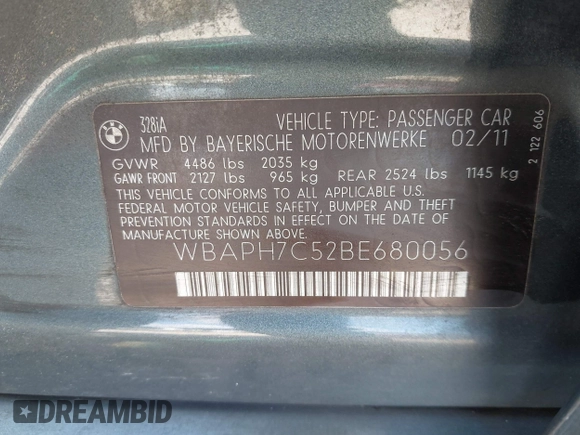 BMW
328iA
VEHICLE TYPE: PASSENGER CAR
MFD BY BAYERISCHE MOTORENWERKE 02/11
GVWR 4486 lbs 2035 kg
GAWR FRONT 2127 lbs 965 kg REAR 2524 lbs 1145 kg
THIS VEHICLE CONFORMS TO ALL APPLICABLE U.S.
FEDERAL MOTOR VEHICLE SAFETY, BUMPER AND THEFT
PREVENTION STANDARDS IN EFFECT ON THE DATE OF
MANUFACTURE SHOWN ABOVE.
WBAPH7C52BE680056
2 122 606
DREAMBID